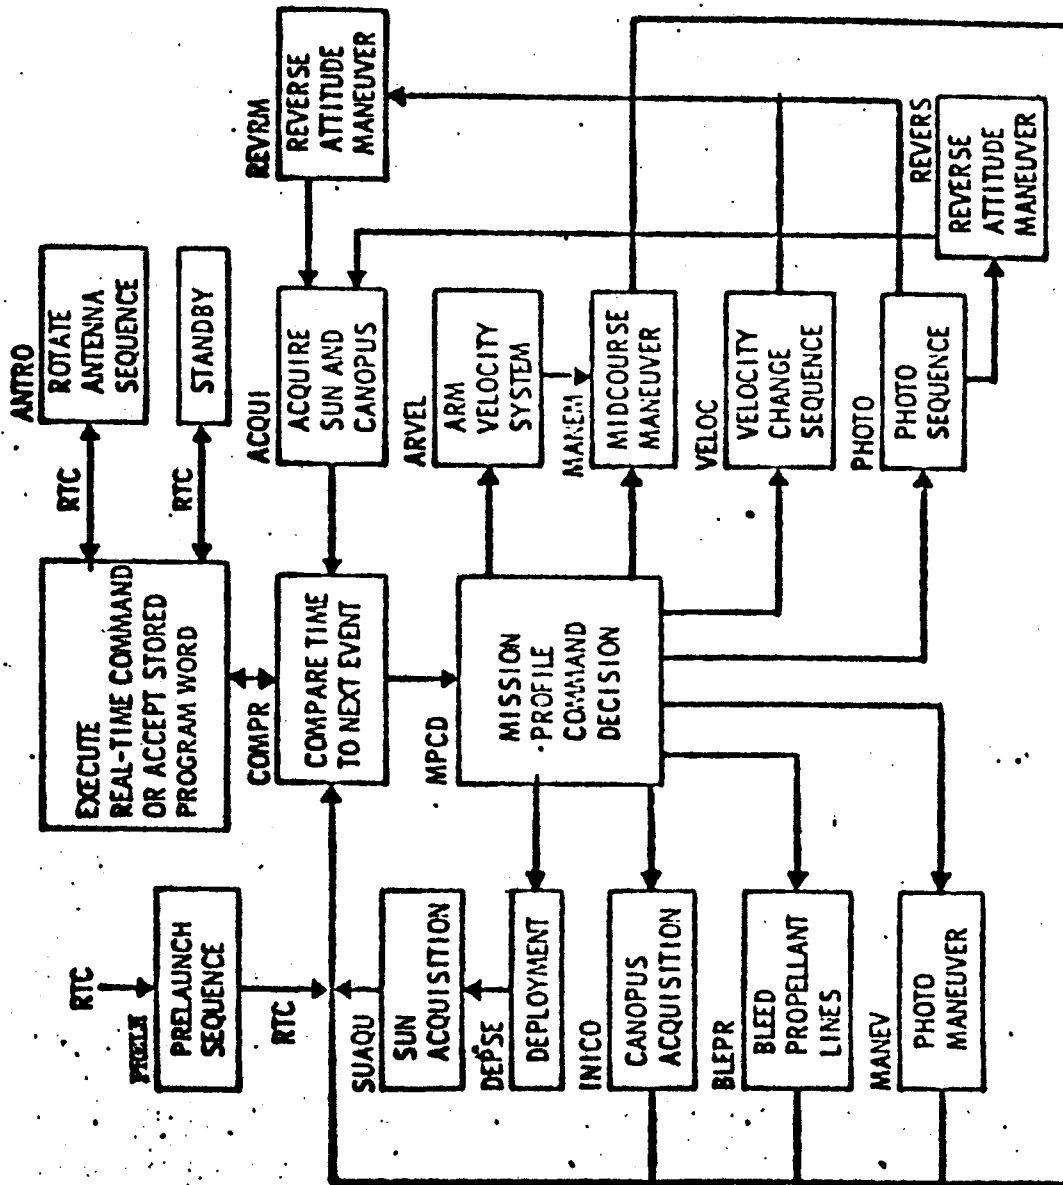 ANTRO
EXECUTE
REAL-TIME COMMAND
OR ACCEPT STORED
PROGRAM WORD
RTC
ROTATE
ANTENNA
SEQUENCE
RTC
STANDBY
RTC
PRELN
PRELAUNCH
SEQUENCE
RTC
COMPR
COMPARE TIME
TO NEXT EVENT
ACQUI
ACQUIRE
SUN AND
CANOPUS
REVRM
REVERSE
ATTITUDE
MANEUVER
SUAQU
SUN
ACQUISITION
DEPSE
DEPLOYMENT
MPCD
MISSION
PROFILE
COMMAND
DECISION
ARVEL
ARM
VELOCITY
SYSTEM
MANEM
MIDCOURSE
MANEUVER
INICO
CANOPUS
ACQUISITION
BLEPR
BLEED
PROPELLANT
LINES
VELOC
VELOCITY
CHANGE
SEQUENCE
MANEV
PHOTO
MANEUVER
PHOTO
PHOTO
SEQUENCE
REVERS
REVERSE
ATTITUDE
MANEUVER